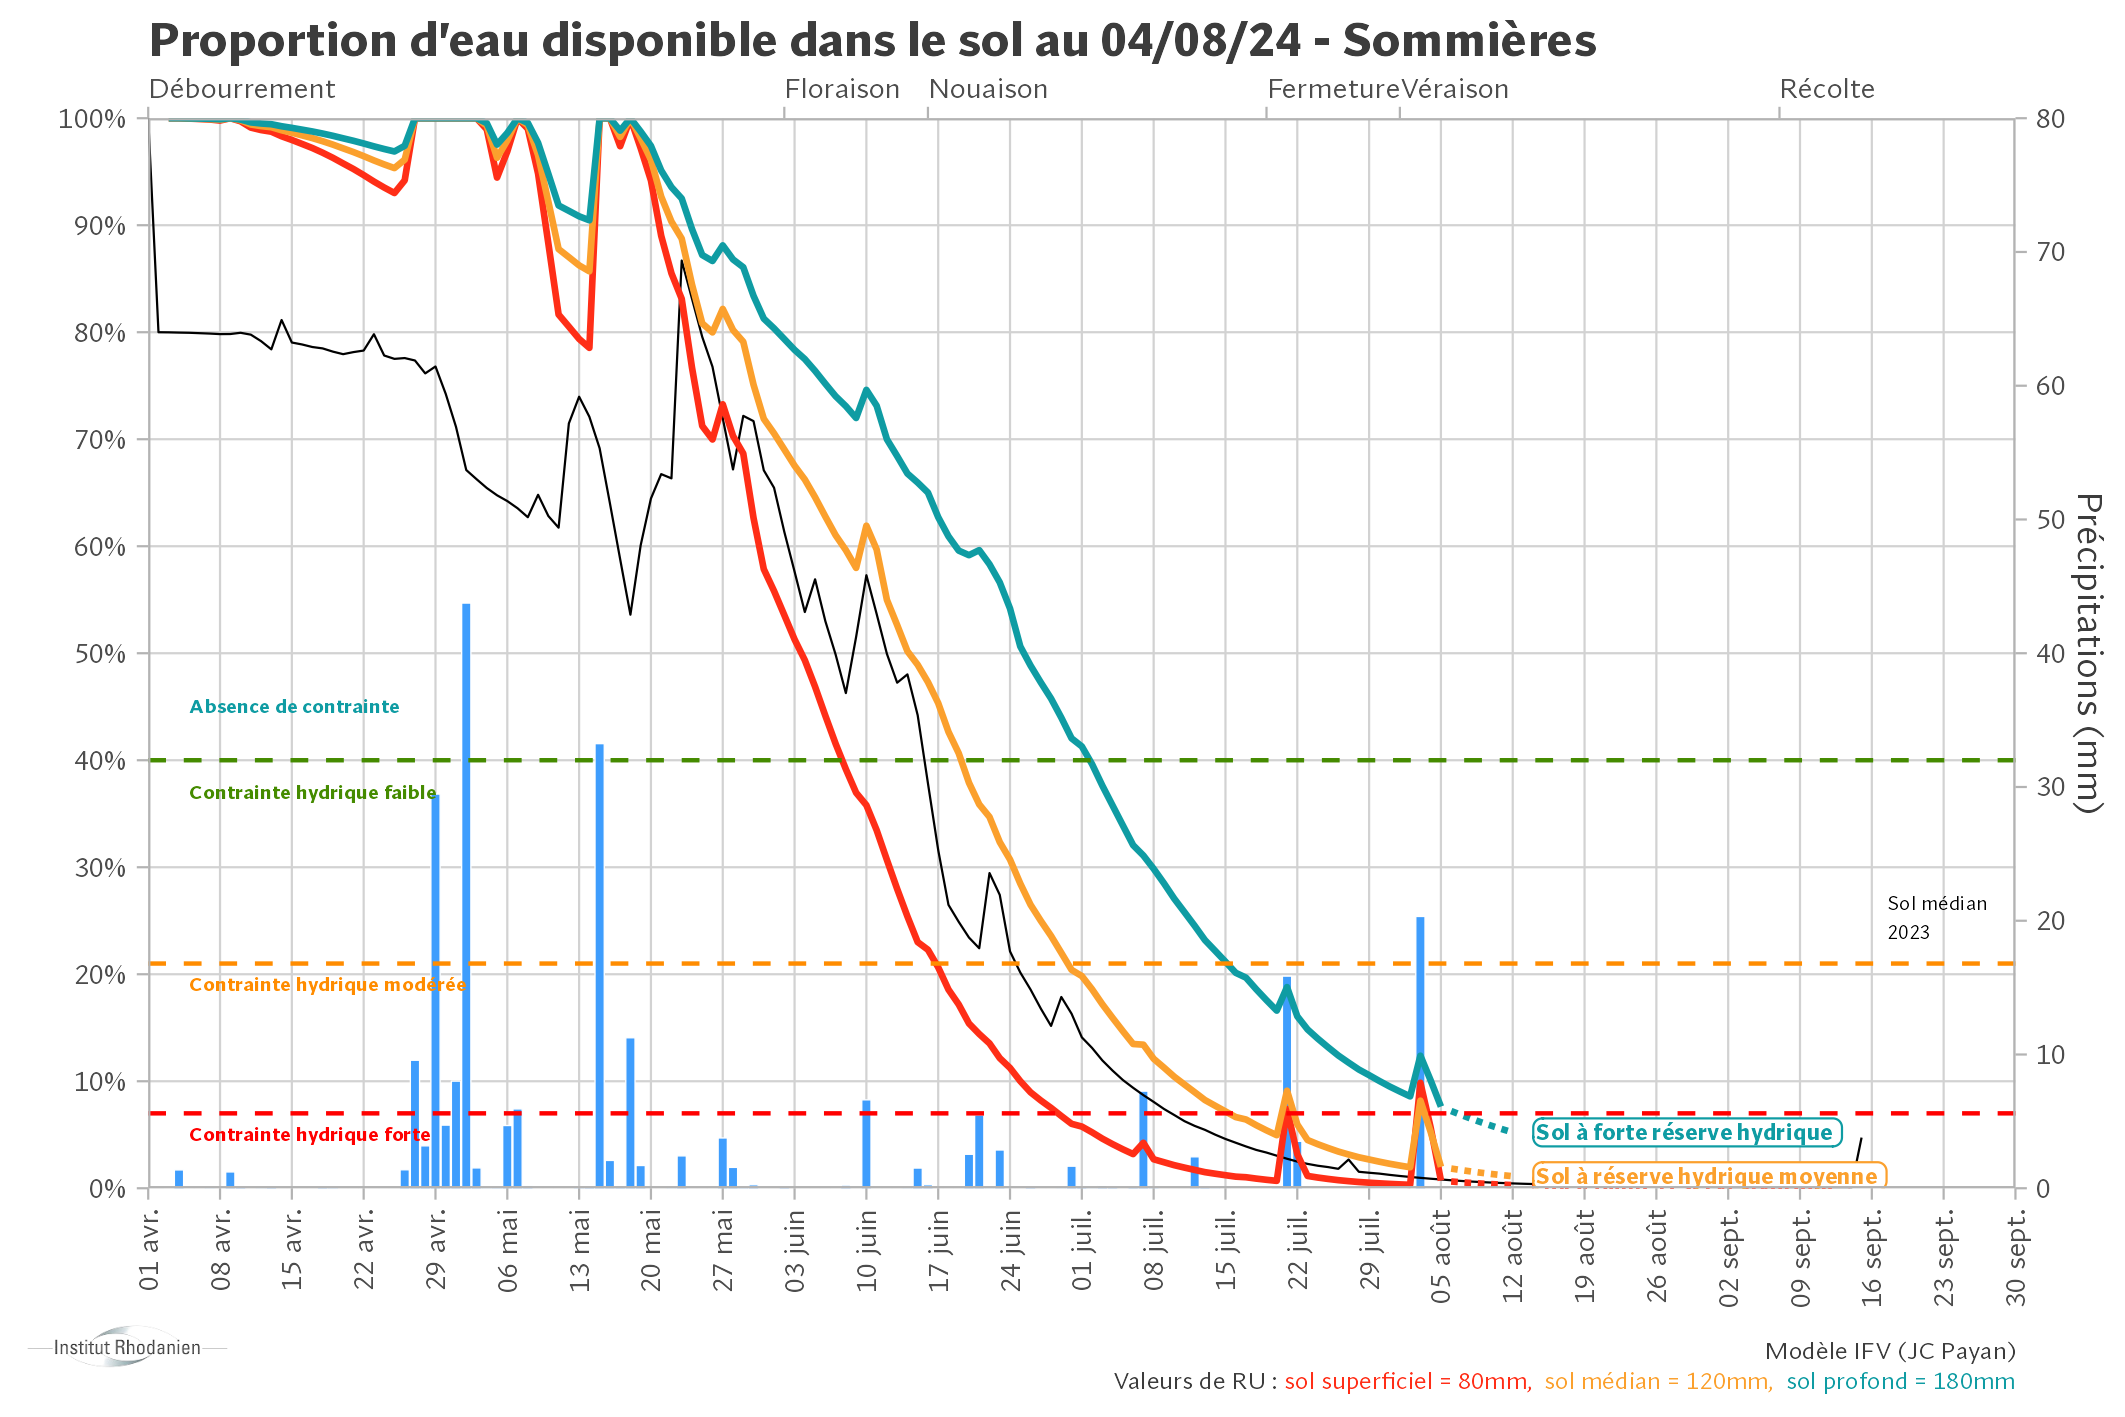 Proportion d'eau disponible dans le sol au 04/08/24 - Sommières
Débourrement
Floraison
Nouaison
Fermeture
Véraison
Récolte
100%
90%
80%
70%
60%
50%
40%
30%
20%
10%
0%
80
70
60
50
40
30
20
10
0
Précipitations (mm)
Absence de contrainte
Contrainte hydrique faible
Contrainte hydrique modérée
Contrainte hydrique forte
Sol médian
2023
Sol à forte réserve hydrique
Sol à réserve hydrique moyenne
01 avr.
08 avr.
15 avr.
22 avr.
29 avr.
06 mai
13 mai
20 mai
27 mai
03 juin
10 juin
17 juin
24 juin
01 juil.
08 juil.
15 juil.
22 juil.
29 juil.
05 août
12 août
19 août
26 août
02 sept.
09 sept.
16 sept.
23 sept.
30 sept.
Institut Rhodanien
Modèle IFV (JC Payan)
Valeurs de RU : sol superficiel = 80mm, sol médian = 120mm, sol profond = 180mm